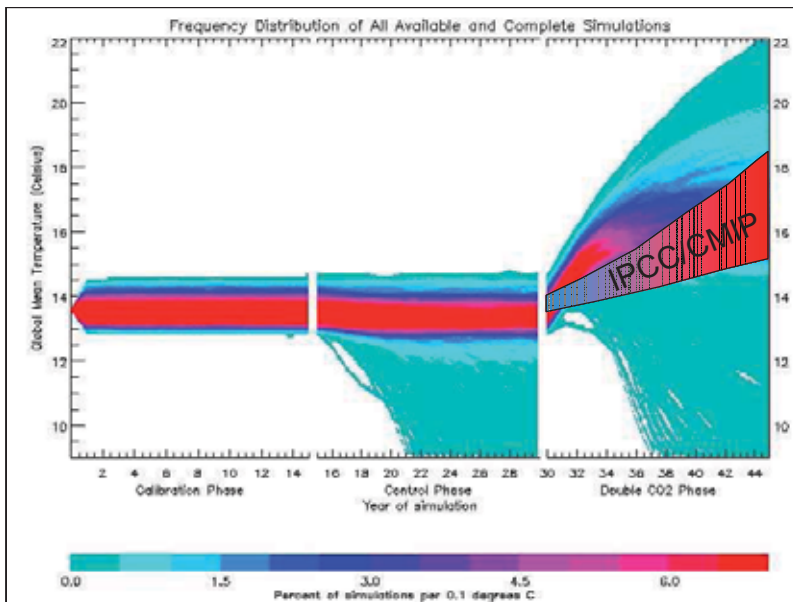 Frequency Distribution of All Available and Complete Simulations
22 22
20 20
18 18
16 16
14 14
12 12
10 10
Global Mean Temperature (Celsius)
IPCC/CMIP
2 4 6 8 10 12 14 16 20 24 28 30 32 34 36 38 40 42 44
Calibration Phase Control Phase Double CO2 Phase
Year of simulation
0.0 1.5 3.0 4.5 6.0
Percent of simulations per 0.1 degrees C